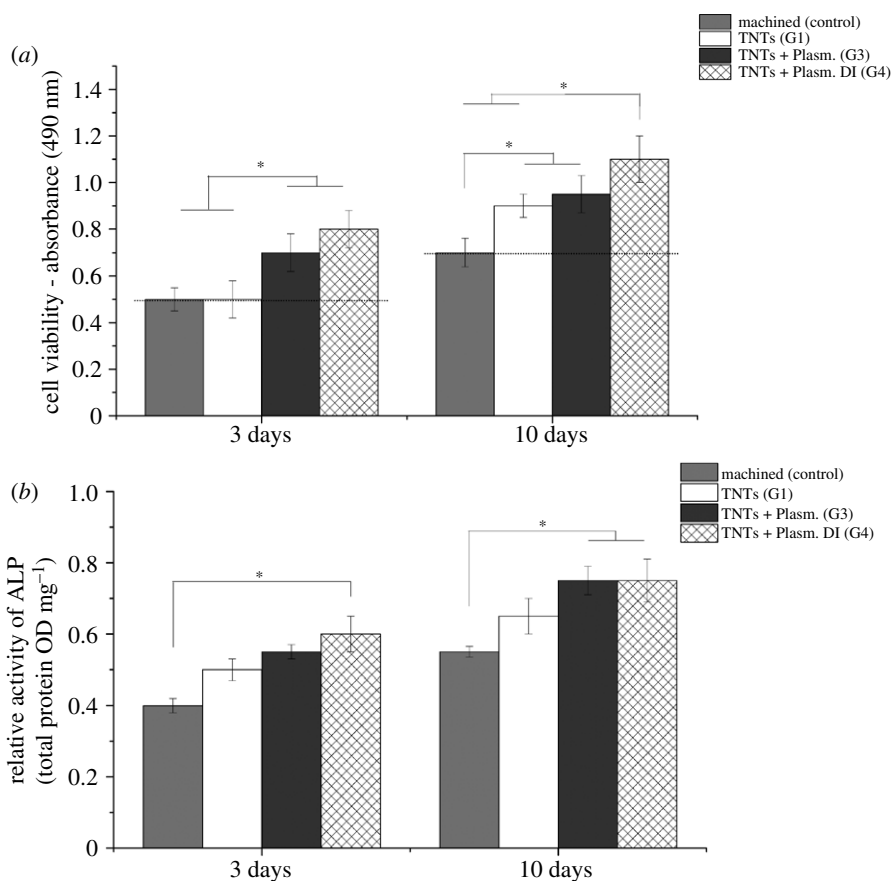 machined (control)
TNTs (G1)
TNTs + Plasm. (G3)
TNTs + Plasm. DI (G4)
(a)
cell viability - absorbance (490 nm)
1.4
1.2
1.0
0.8
0.6
0.4
0.2
0
*
*
*
3 days
10 days
(b)
machined (control)
TNTs (G1)
TNTs + Plasm. (G3)
TNTs + Plasm. DI (G4)
relative activity of ALP
(total protein OD mg⁻¹)
1.0
0.8
0.6
0.4
0.2
0
*
*
3 days
10 days